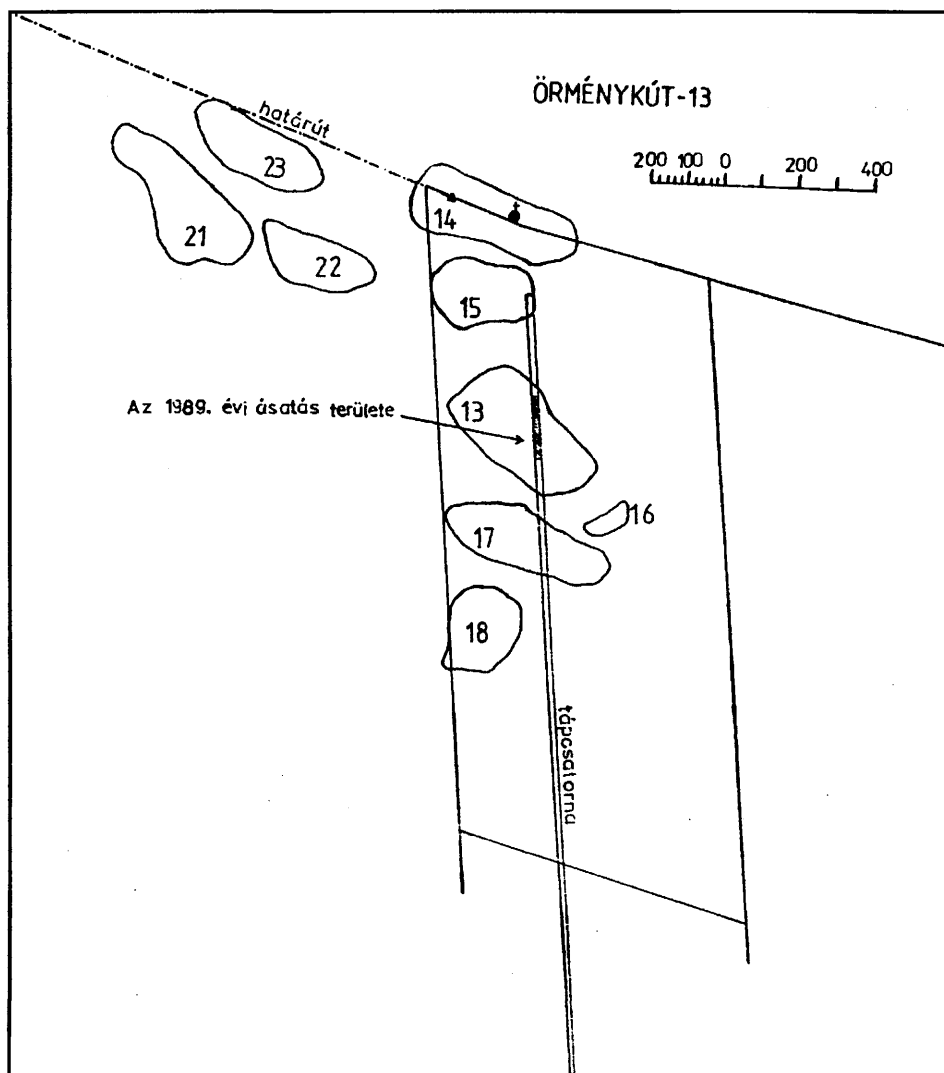 ÖRMÉNYKÚT-13
határút
200 100 0 200 400
23
14
21
22
15
Az 1989. évi ásatás területe
13
16
17
18
tápcsatorna